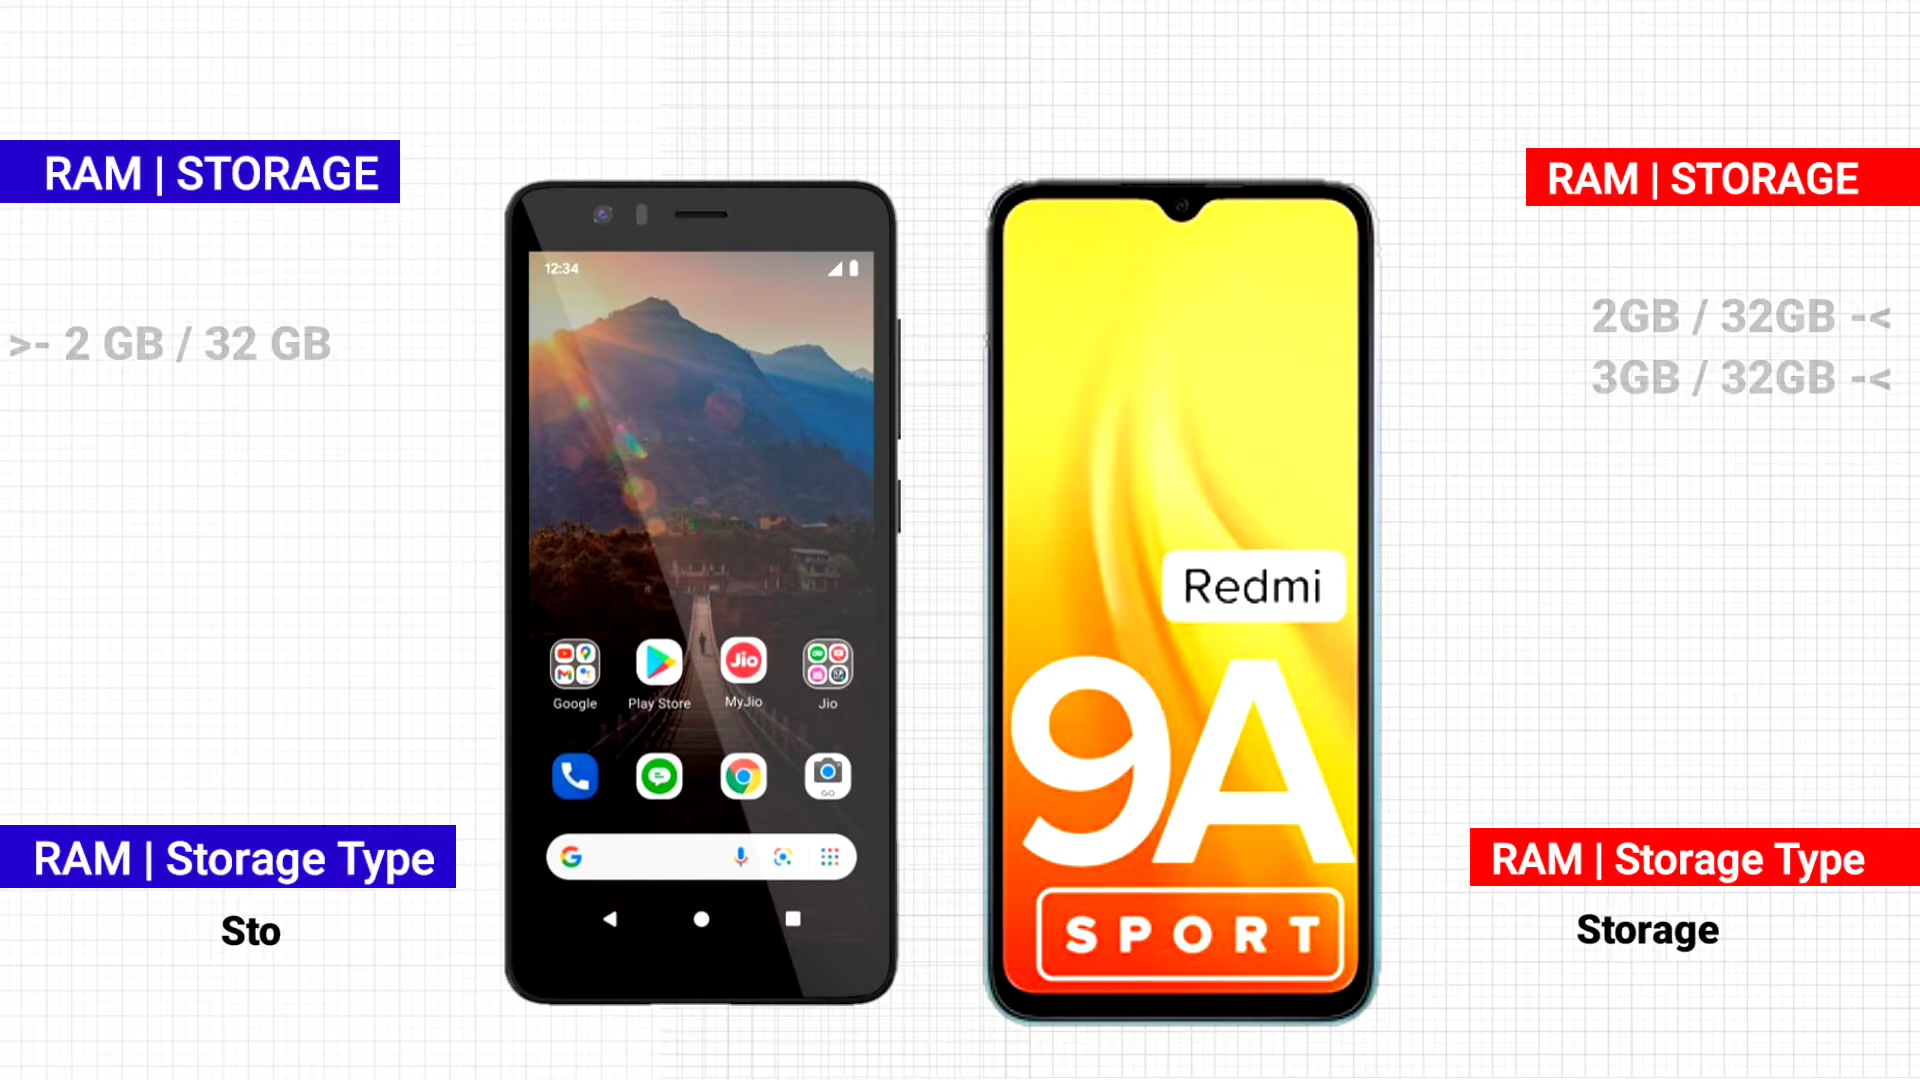 RAM | STORAGE
>- 2 GB / 32 GB
RAM | Storage Type
Sto
12:34
Google
Play Store
MyJio
Jio
Jio
GO
RAM | STORAGE
2GB / 32GB -<
3GB / 32GB -<
Redmi
9A
SPORT
RAM | Storage Type
Storage